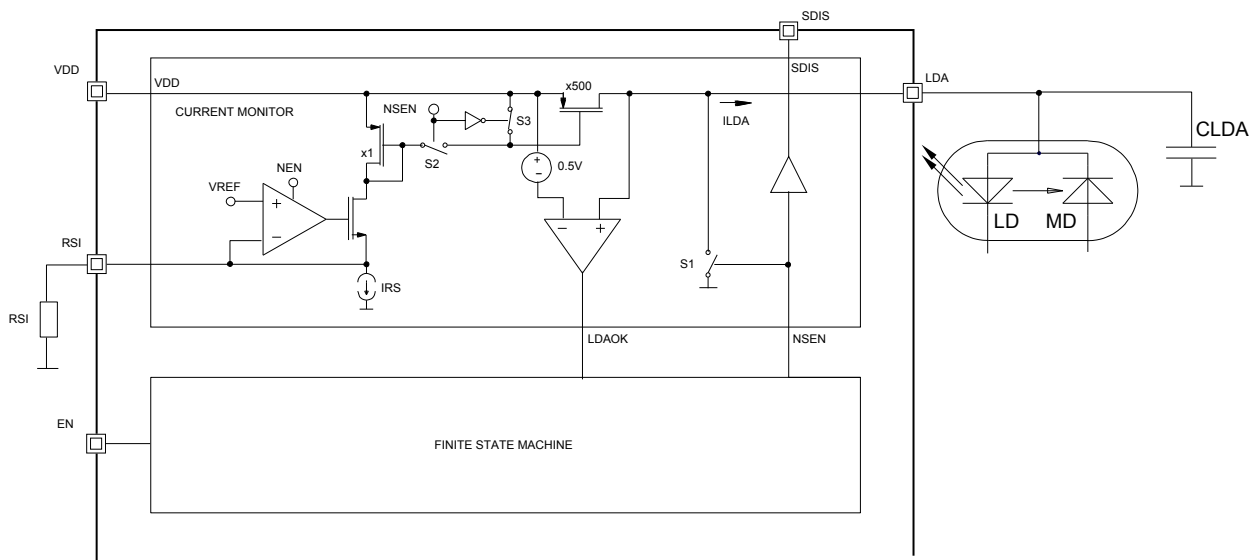 SDIS
VDD
VDD
x500
SDIS
LDA
CURRENT MONITOR
NSEN
S3
ILDA
CLDA
x1
S2
+
-
0.5V
NEN
VREF
+
-
-
+
LD
MD
RSI
S1
IRS
RSI
LDAOK
NSEN
EN
FINITE STATE MACHINE